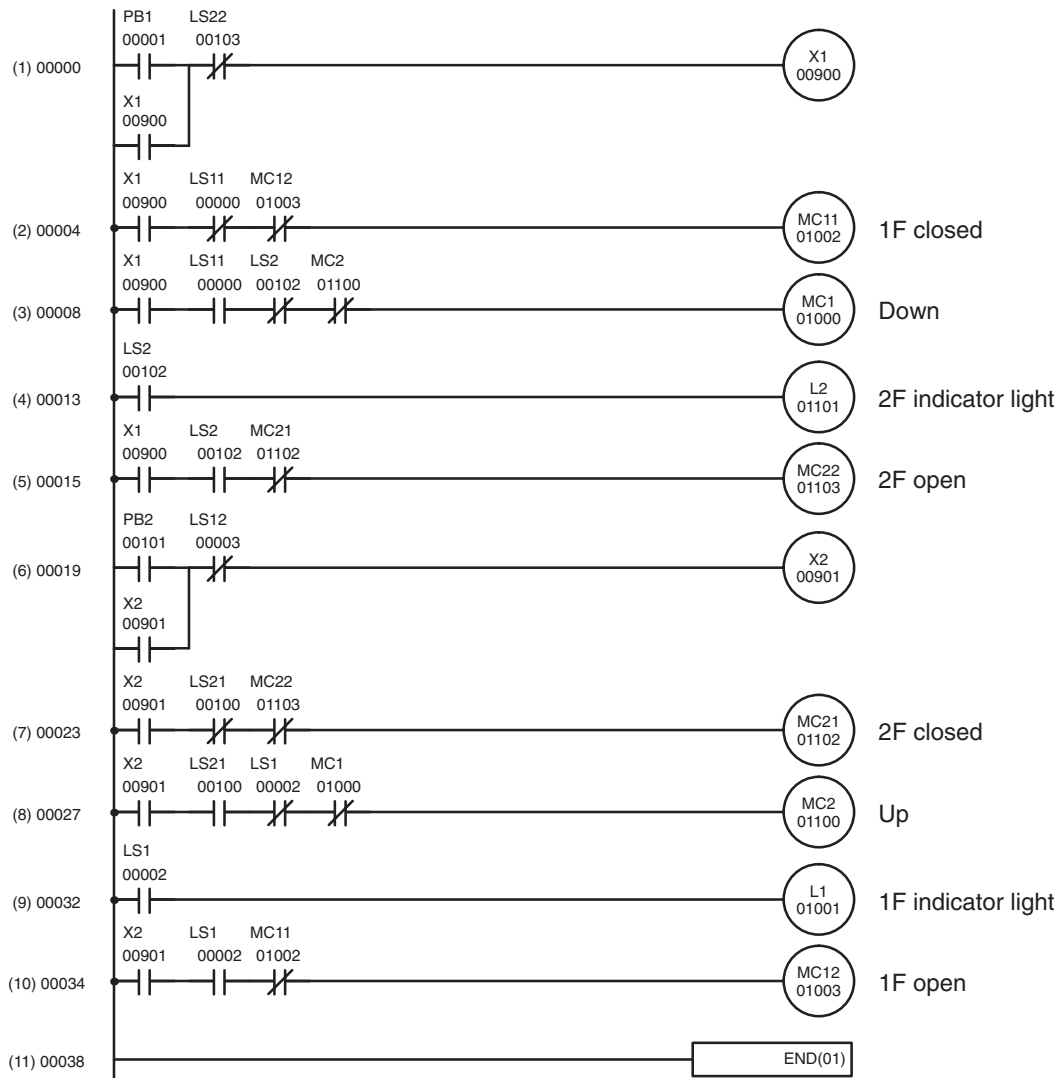 PB1 LS22
00001 00103
(1) 00000
X1
00900
X1
00900
X1 LS11 MC12
00900 00000 01003
(2) 00004
MC11
01002
1F closed
X1 LS11 LS2 MC2
00900 00000 00102 01100
(3) 00008
MC1
01000
Down
LS2
00102
(4) 00013
L2
01101
2F indicator light
X1 LS2 MC21
00900 00102 01102
(5) 00015
MC22
01103
2F open
PB2 LS12
00101 00003
(6) 00019
X2
00901
X2
00901
X2 LS21 MC22
00901 00100 01103
(7) 00023
MC21
01102
2F closed
X2 LS21 LS1 MC1
00901 00100 00002 01000
(8) 00027
MC2
01100
Up
LS1
00002
(9) 00032
L1
01001
1F indicator light
X2 LS1 MC11
00901 00002 01002
(10) 00034
MC12
01003
1F open
(11) 00038
END(01)